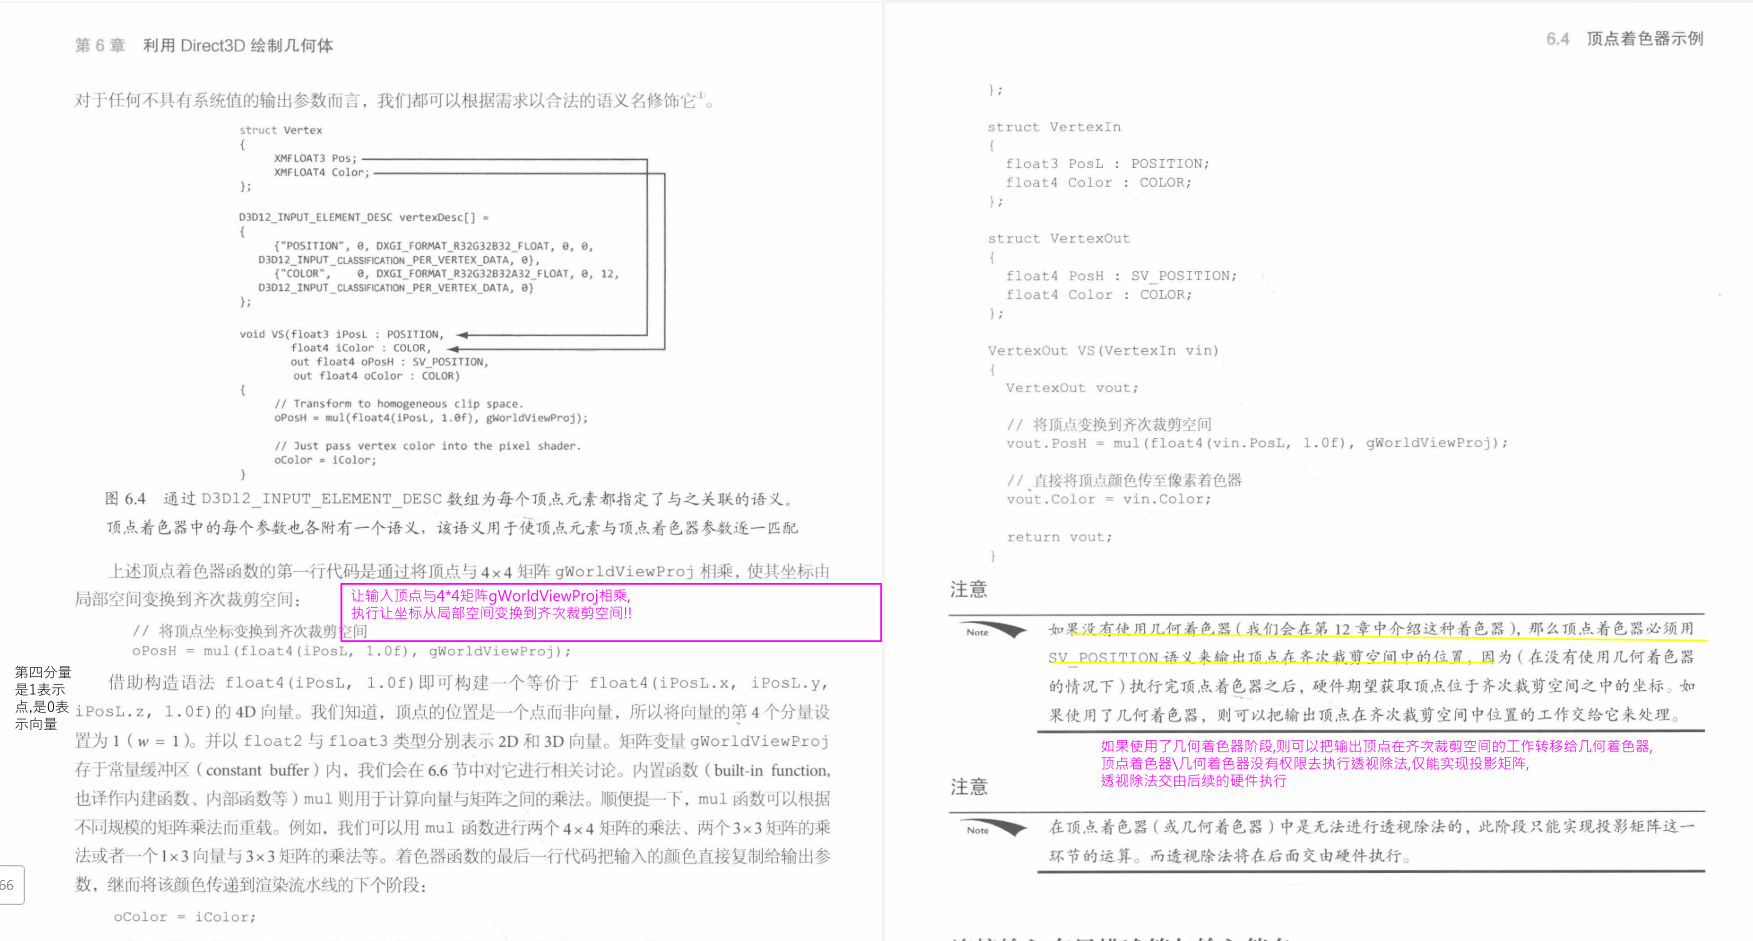 第 6 章 利用 Direct3D 绘制几何体
对于任何不具有系统值的输出参数而言，我们都可以根据需求以合法的语义名修饰它①。
struct Vertex
{
XMFLOAT3 Pos;
XMFLOAT4 Color;
};
D3D12_INPUT_ELEMENT_DESC vertexDesc[] =
{
{"POSITION", 0, DXGI_FORMAT_R32G32B32_FLOAT, 0, 0,
D3D12_INPUT_CLASSIFICATION_PER_VERTEX_DATA, 0},
{"COLOR", 0, DXGI_FORMAT_R32G32B32A32_FLOAT, 0, 12,
D3D12_INPUT_CLASSIFICATION_PER_VERTEX_DATA, 0}
};
void VS(float3 iPosL : POSITION,
float4 iColor : COLOR,
out float4 oPosH : SV_POSITION,
out float4 oColor : COLOR)
{
// Transform to homogeneous clip space.
oPosH = mul(float4(iPosL, 1.0f), gWorldViewProj);
// Just pass vertex color into the pixel shader.
oColor = iColor;
}
图 6.4 通过 D3D12_INPUT_ELEMENT_DESC 数组为每个顶点元素都指定了与之关联的语义。
顶点着色器中的每个参数也各附有一个语义，该语义用于使顶点元素与顶点着色器参数逐一匹配
上述顶点着色器函数的第一行代码是通过将顶点与 4×4 矩阵 gWorldViewProj 相乘，使其坐标由
局部空间变换到齐次裁剪空间：
让输入顶点与4*4矩阵gWorldViewProj相乘,
执行让坐标从局部空间变换到齐次裁剪空间!!
// 将顶点坐标变换到齐次裁剪空间
oPosH = mul(float4(iPosL, 1.0f), gWorldViewProj);
第四分量
是1表示
点,是0表
示向量
借助构造语法 float4(iPosL, 1.0f)即可构建一个等价于 float4(iPosL.x, iPosL.y,
iPosL.z, 1.0f)的 4D 向量。我们知道，顶点的位置是一个点而非向量，所以将向量的第 4 个分量设
置为 1（w = 1）。并以 float2 与 float3 类型分别表示 2D 和 3D 向量。矩阵变量 gWorldViewProj
存于常量缓冲区（constant buffer）内，我们会在 6.6 节中对它进行相关讨论。内置函数（built-in function,
也译作内建函数、内部函数等）mul 则用于计算向量与矩阵之间的乘法。顺便提一下，mul 函数可以根据
不同规模的矩阵乘法而重载。例如，我们可以用 mul 函数进行两个 4×4 矩阵的乘法、两个 3×3 矩阵的乘
法或者一个 1×3 向量与 3×3 矩阵的乘法等。着色器函数的最后一行代码把输入的颜色直接复制给输出参
数，继而将该颜色传递到渲染流水线的下个阶段：
66
oColor = iColor;
6.4 顶点着色器示例
};
struct VertexIn
{
float3 PosL : POSITION;
float4 Color : COLOR;
};
struct VertexOut
{
float4 PosH : SV_POSITION;
float4 Color : COLOR;
};
VertexOut VS(VertexIn vin)
{
VertexOut vout;
// 将顶点变换到齐次裁剪空间
vout.PosH = mul(float4(vin.PosL, 1.0f), gWorldViewProj);
// 直接将顶点颜色传至像素着色器
vout.Color = vin.Color;
return vout;
}
注意
Note
如果没有使用几何着色器（我们会在第 12 章中介绍这种着色器），那么顶点着色器必须用
SV_POSITION 语义来输出顶点在齐次裁剪空间中的位置，因为（在没有使用几何着色器
的情况下）执行完顶点着色器之后，硬件期望获取顶点位于齐次裁剪空间之中的坐标。如
果使用了几何着色器，则可以把输出顶点在齐次裁剪空间中位置的工作交给它来处理。
如果使用了几何着色器阶段,则可以把输出顶点在齐次裁剪空间的工作转移给几何着色器,
顶点着色器\几何着色器没有权限去执行透视除法,仅能实现投影矩阵,
透视除法交由后续的硬件执行
注意
Note
在顶点着色器（或几何着色器）中是无法进行透视除法的，此阶段只能实现投影矩阵这一
环节的运算。而透视除法将在后面交由硬件执行。